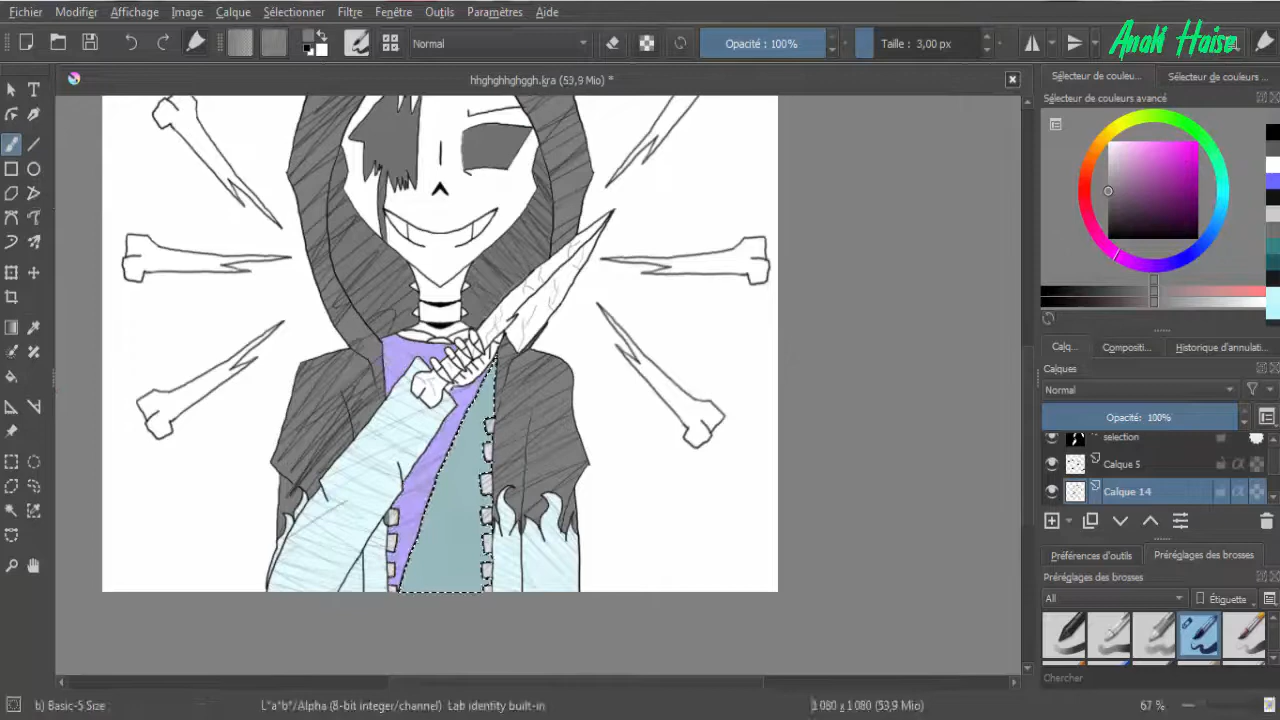 Fichier Modifier Affichage Image Calque Sélectionner Filtre Fenêtre Outils Paramètres Aide
Normal Opacité : 100% Taille : 3,00 px
Anaki Haise
hhghghhghggh.kra (53,9 Mio) *
Sélecteur de couleu... Sélecteur de couleurs ...
Sélecteur de couleurs avancé
Calq... Compositi... Historique d'annulati...
Calques
Normal
Opacité: 100%
selection
Calque 5
Calque 14
Préférences d'outils Préréglages des brosses
Préréglages des brosses
All Étiquette
Chercher
b) Basic-5 Size L*a*b*/Alpha (8-bit integer/channel) Lab identity built-in 1 080 x 1 080 (53,9 Mio) 67 %